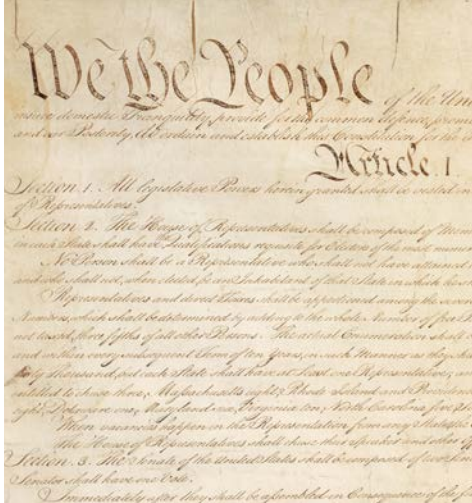 We the People of the Un
insure domestic Tranquility, provide for the common defence, prom
and our Posterity, do ordain and establish this Constitution for the
Article. I.
Section. 1. All legislative Powers herein granted shall be vested in
of Representatives.
Section. 2. The House of Representatives shall be composed of Mem
in each State shall have Qualifications requisite for Electors of the most numer
No Person shall be a Representative who shall not have attained
and who shall not, when elected, be an Inhabitant of that State in which he
Representatives and direct Taxes shall be apportioned among the sever
Numbers, which shall be determined by adding to the whole Number of free P
not taxed, three fifths of all other Persons. The actual Enumeration shall
and within every subsequent Term of ten Years, in such Manner as they sh
thirty Thousand, but each State shall have at Least one Representative; an
entitled to chuse three, Massachusetts eight, Rhode Island and Providence
eight, Delaware one, Maryland six, Virginia ten, North Carolina five, S
When vacancies happen in the Representation from any State, the
The House of Representatives shall chuse their Speaker and other
Section. 3. The Senate of the United States shall be composed of two
Senator shall have one Vote.
Immediately after they shall be assembled in Consequence of the